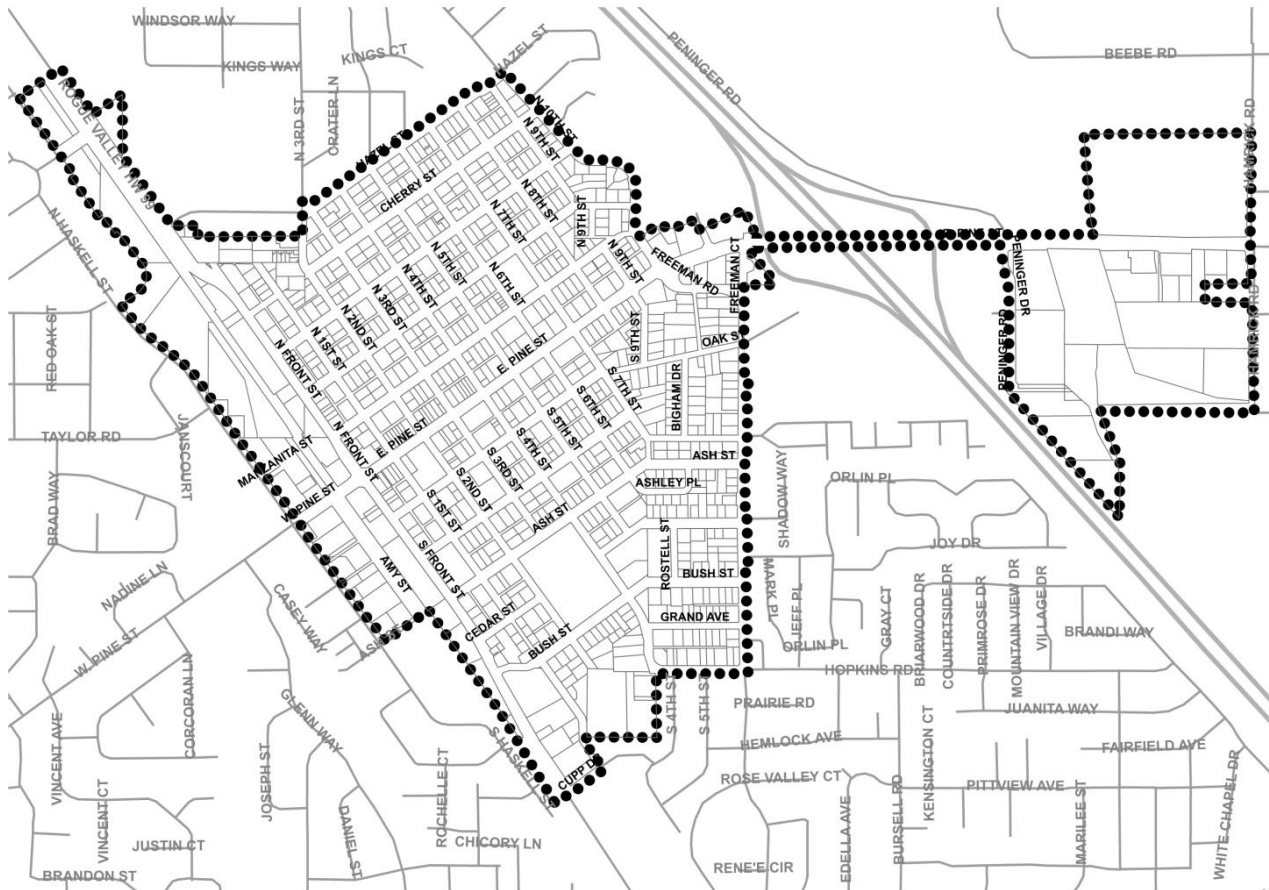 WINDSOR WAY
KINGS CT
HAZEL ST
PENINGER RD
BEEBE RD
KINGS WAY
ROGUE VALLEY HWY 99
N 3RD ST
GRATER LN
N 10TH ST
N 9TH ST
HAZEL ST
CHERRY ST
N 8TH ST
N 7TH ST
N 9TH ST
N HASKELL ST
N 5TH ST
N 4TH ST
N 6TH ST
N 9TH ST
FREEMAN RD
FREEMAN CT
E. PINE ST
PENINGER DR
HAMRICK RD
N 3RD ST
N 2ND ST
N 1ST ST
N FRONT ST
E. PINE ST
S 9TH ST
OAK ST
PENINGER RD
HAMRICK RD
RED OAK ST
S 7TH ST
BIGHAM DR
S 6TH ST
S 5TH ST
S 4TH ST
S 3RD ST
S 2ND ST
S 1ST ST
E. PINE ST
N FRONT ST
TAYLOR RD
JANSCOURT
MANZANITA ST
W. PINE ST
ASH ST
ASHLEY PL
ASH ST
SHADOW WAY
ORLIN PL
BRAD WAY
S FRONT ST
AMY ST
ROSTELL ST
BUSH ST
JOY DR
NADINE LN
CASEY WAY
CEDAR ST
BUSH ST
GRAND AVE
MARK PL
JEFF PL
GRAY CT
BRIARWOOD DR
COUNTRTSIDE DR
PRIMROSE DR
MOUNTAIN VIEW DR
VILLAGE DR
BRANDI WAY
W. PINE ST
ASH ST
ORLIN PL
HOPKINS RD
CORCORAN LN
GLENN WAY
S 4TH ST
S 5TH ST
PRAIRIE RD
JUANITA WAY
VINCENT AVE
JOSEPH ST
S HASKELL ST
HEMLOCK AVE
KENSINGTON CT
FAIRFIELD AVE
CUPP DR
ROSE VALLEY CT
PITTVIEW AVE
VINCENT CT
DANIEL ST
ROCHELLE CT
CHICORY LN
JUSTIN CT
BRANDON ST
RENE'E CIR
EDELLA AVE
BURSELL RD
MARILEE ST
WHITE CHAPEL DR